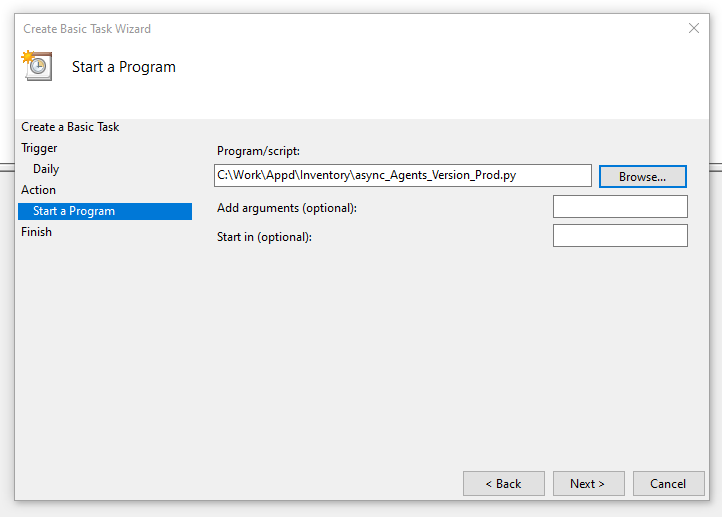 Create Basic Task Wizard
Start a Program
Create a Basic Task
Trigger
Daily
Action
Start a Program
Finish
Program/script:
C:\Work\Appd\Inventory\async_Agents_Version_Prod.py
Browse...
Add arguments (optional):
Start in (optional):
< Back
Next >
Cancel